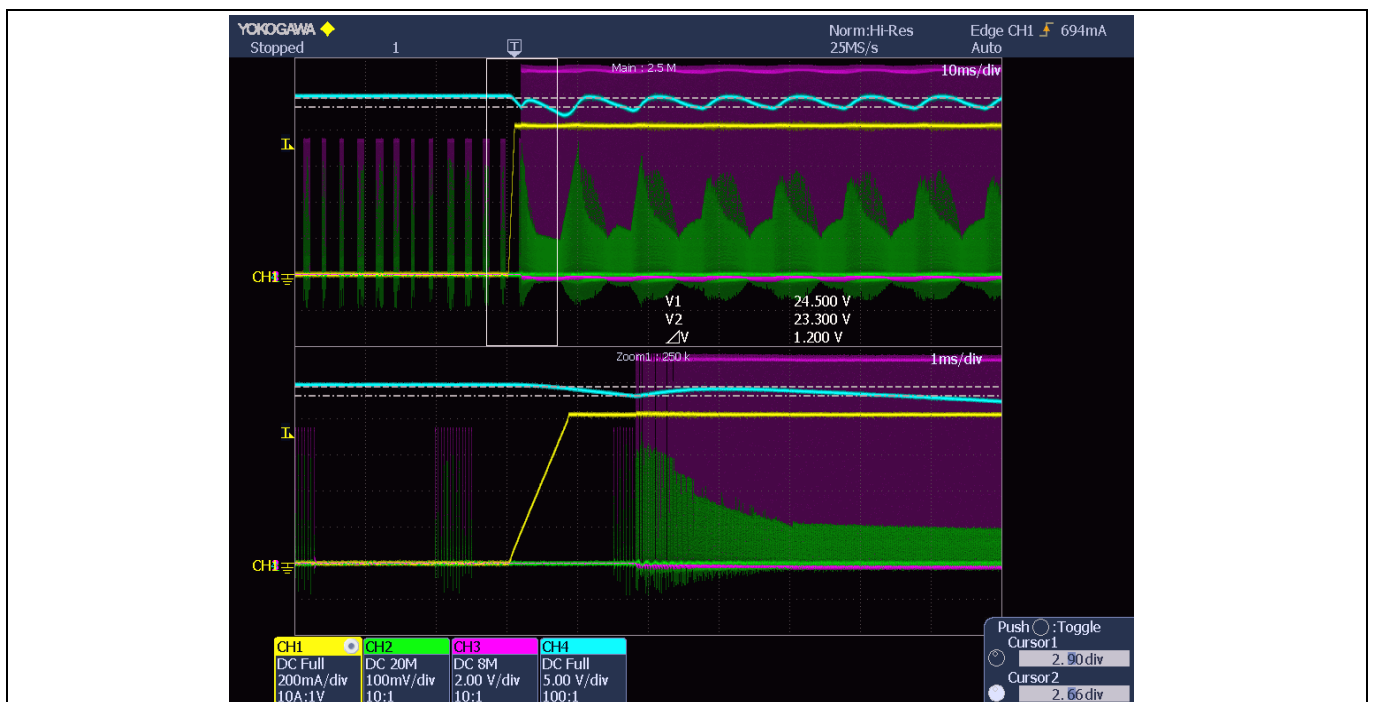 YOKOGAWA
Norm:Hi-Res Edge CH1 694mA
Stopped 1 T 25MS/s Auto
Main : 2.5 M 10ms/div
T
CH1
V1 24.500 V
V2 23.300 V
⊿V 1.200 V
Zoom1 : 250 k 1ms/div
T
CH1
Push :Toggle
Cursor1
2.90div
Cursor2
2.66div
CH1 CH2 CH3 CH4
DC Full DC 20M DC 8M DC Full
200mA/div 100mV/div 2.00 V/div 5.00 V/div
10A:1V 10:1 10:1 100:1